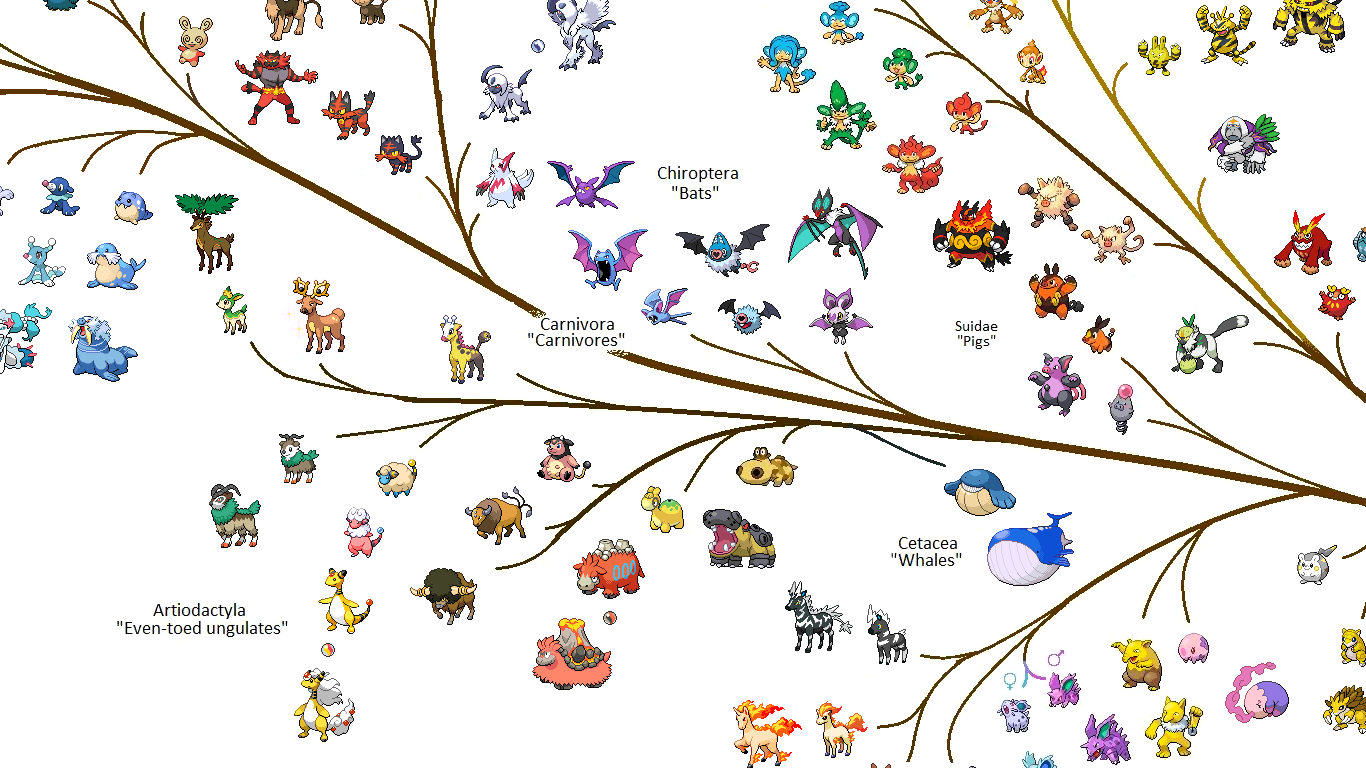 Chiroptera
"Bats"
Carnivora
"Carnivores"
Suidae
"Pigs"
Cetacea
"Whales"
Artiodactyla
"Even-toed ungulates"
♂
♀